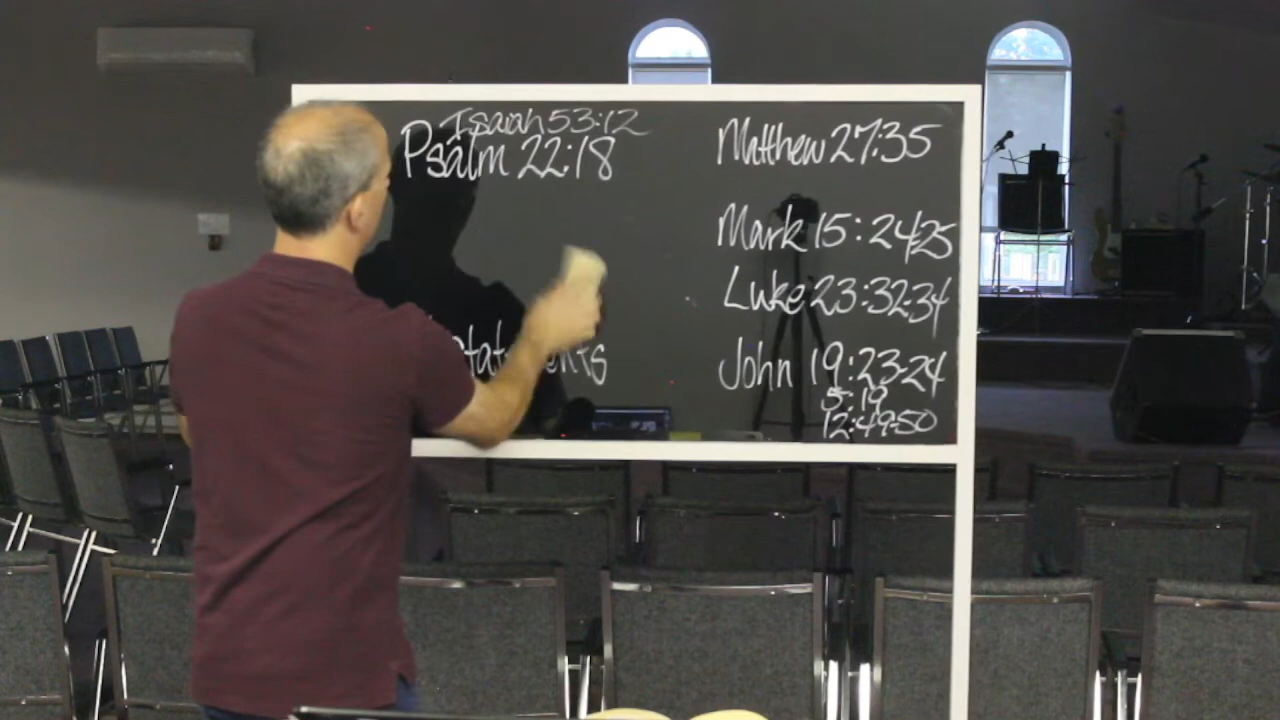 Isaiah 53:12
Psalm 22:18
Matthew 27:35
Mark 15:24,25
Luke 23:32-34
John 19:23-24
5:19
12:49-50